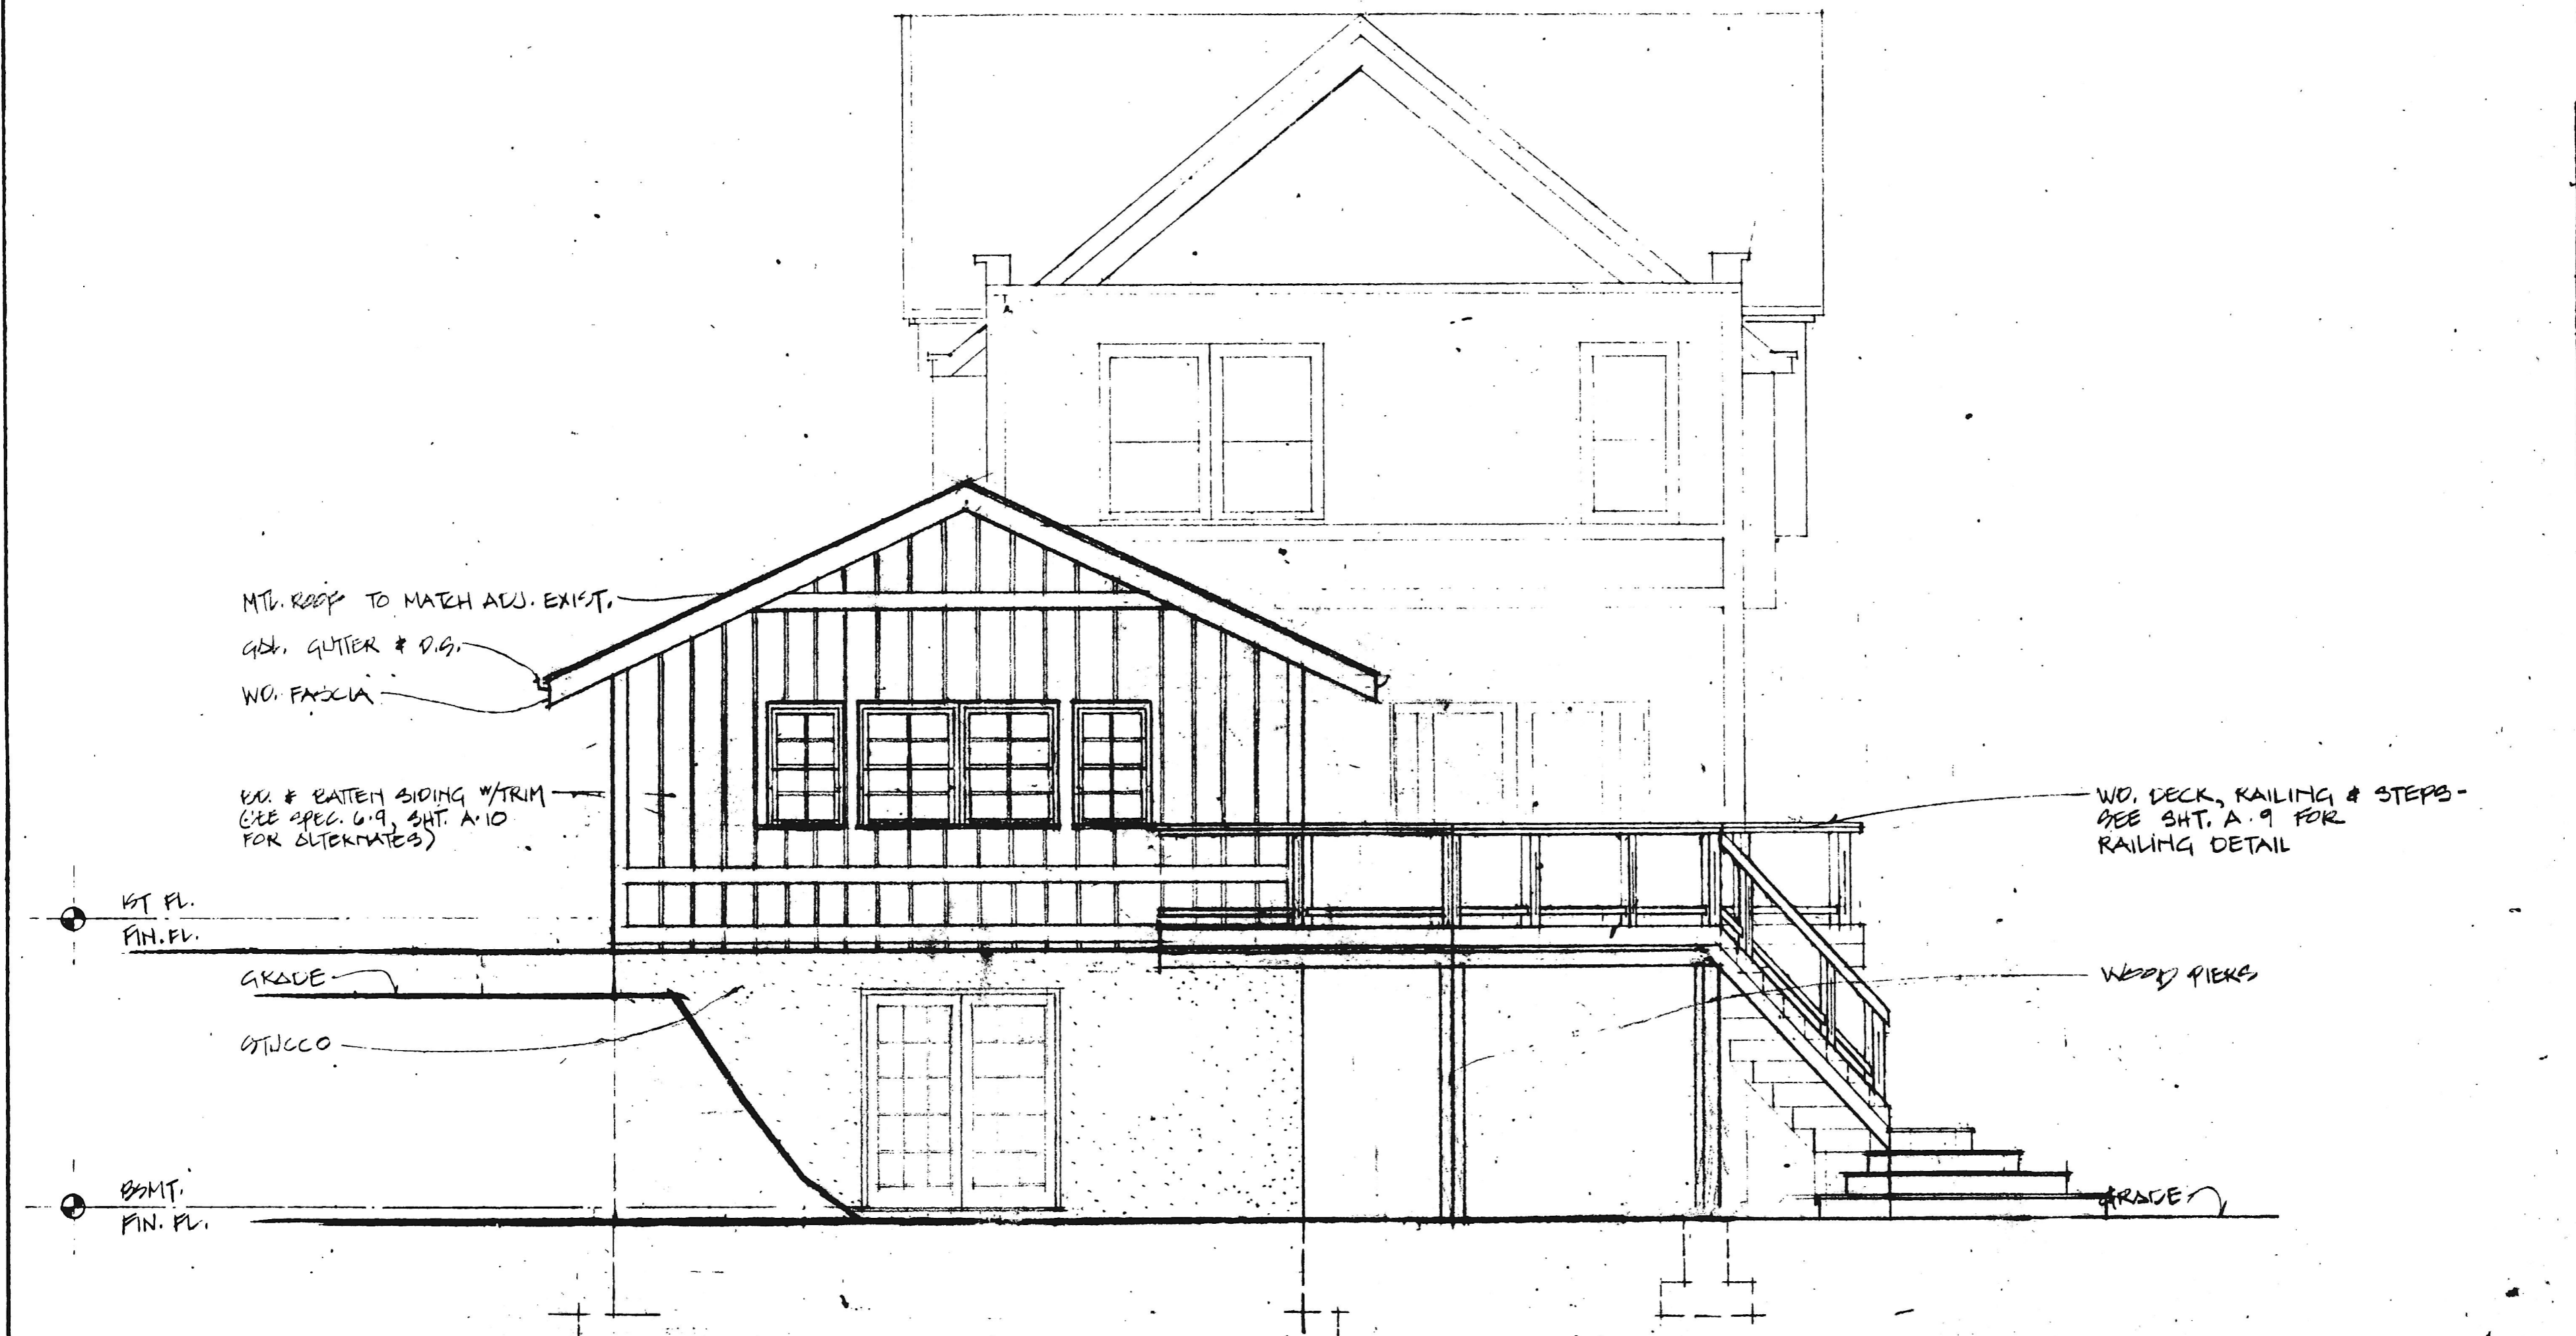 MTL. ROOF TO MATCH ADJ. EXIST.
GAL. GUTTER & D.S.
WD. FASCIA
BD. & BATTEN SIDING W/TRIM
(SEE SPEC. 6.9, SHT. A.10
FOR ALTERNATES)
WD. DECK, RAILING & STEPS-
SEE SHT. A.9 FOR
RAILING DETAIL
1ST FL.
FIN. FL.
GRADE
WOOD PIERS
STUCCO
BSMT.
FIN. FL.
GRADE